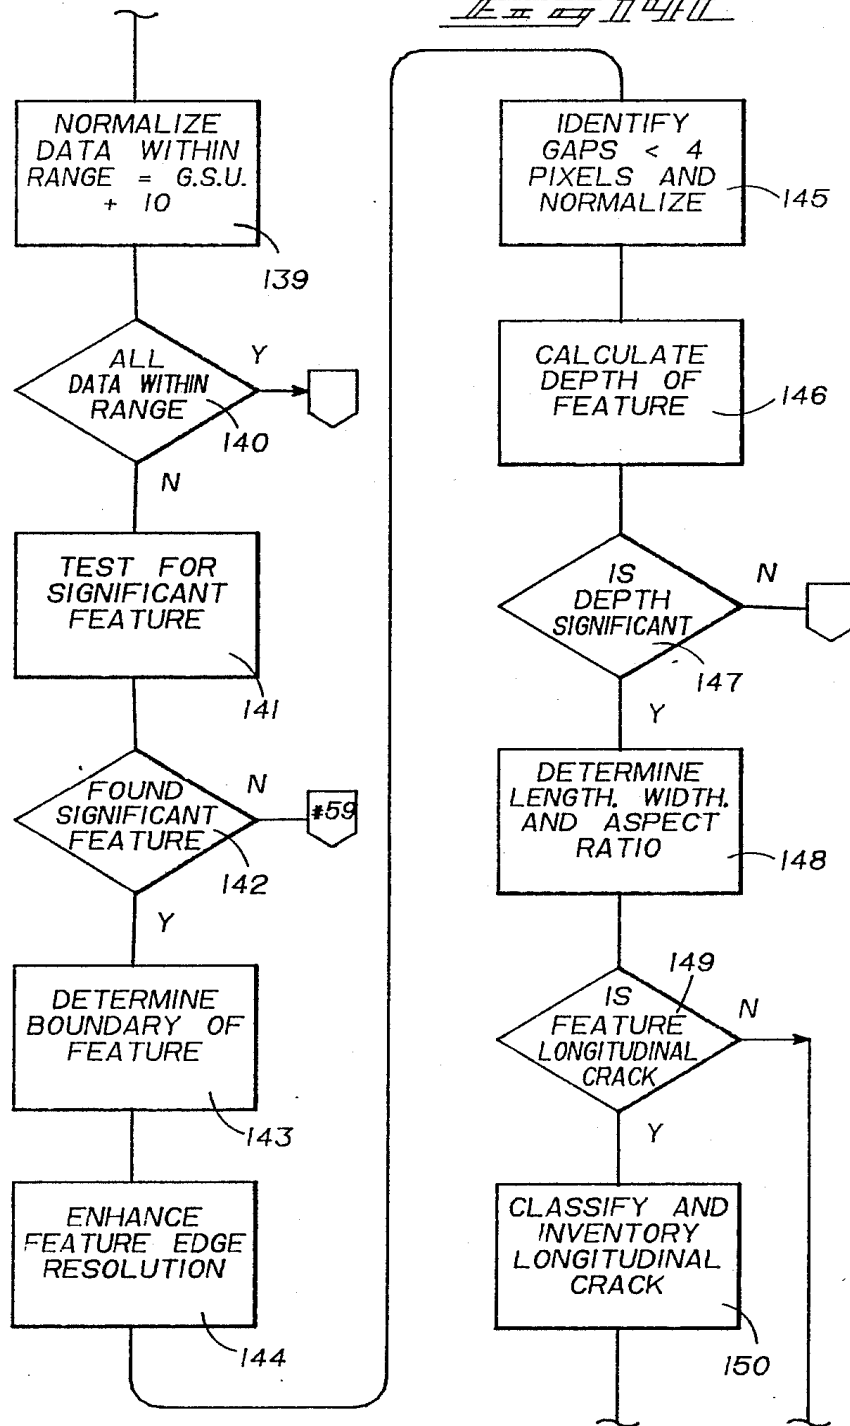 NORMALIZE
DATA WITHIN
RANGE = G.S.U.
+ 10
139
ALL
DATA WITHIN
RANGE
140
Y
N
TEST FOR
SIGNIFICANT
FEATURE
141
FOUND
SIGNIFICANT
FEATURE
142
N
#59
Y
DETERMINE
BOUNDARY OF
FEATURE
143
ENHANCE
FEATURE EDGE
RESOLUTION
144
IDENTIFY
GAPS < 4
PIXELS AND
NORMALIZE
145
CALCULATE
DEPTH OF
FEATURE
146
IS
DEPTH
SIGNIFICANT
147
N
Y
DETERMINE
LENGTH. WIDTH.
AND ASPECT
RATIO
148
IS
FEATURE
LONGITUDINAL
CRACK
149
N
Y
CLASSIFY AND
INVENTORY
LONGITUDINAL
CRACK
150